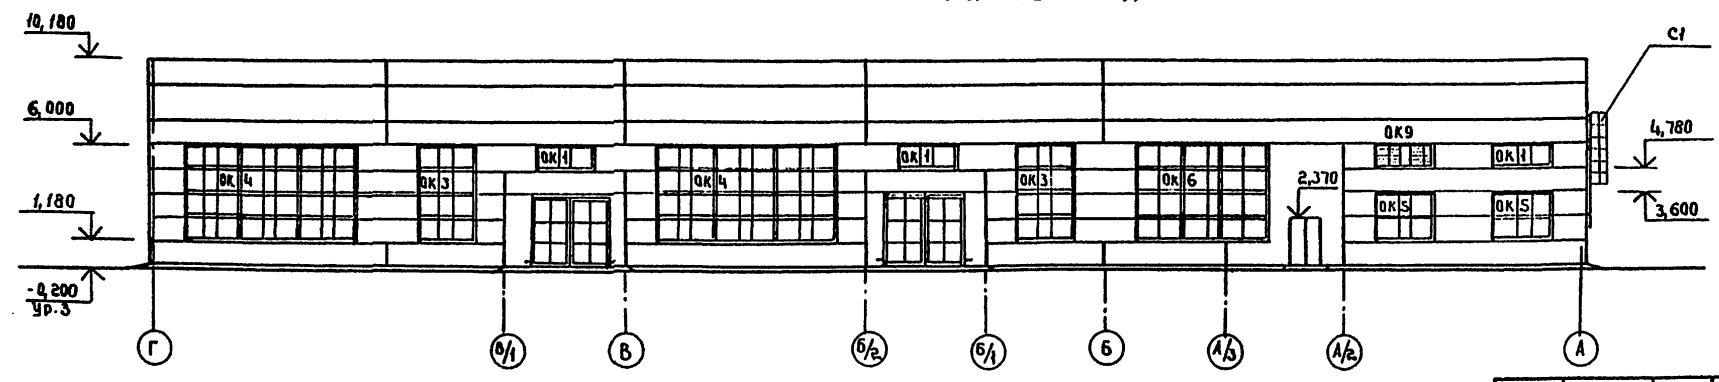 10,180
С1
6,000
4,780
ОК9
ОК1
ОК1
ОК1
ОК4
ОК3
ОК4
ОК3
ОК6
2,370
1,180
ОК5
ОК5
3,600
-0,200
Ур.3
Г
В/1
В
Б/2
Б/1
Б
А/3
А/2
А